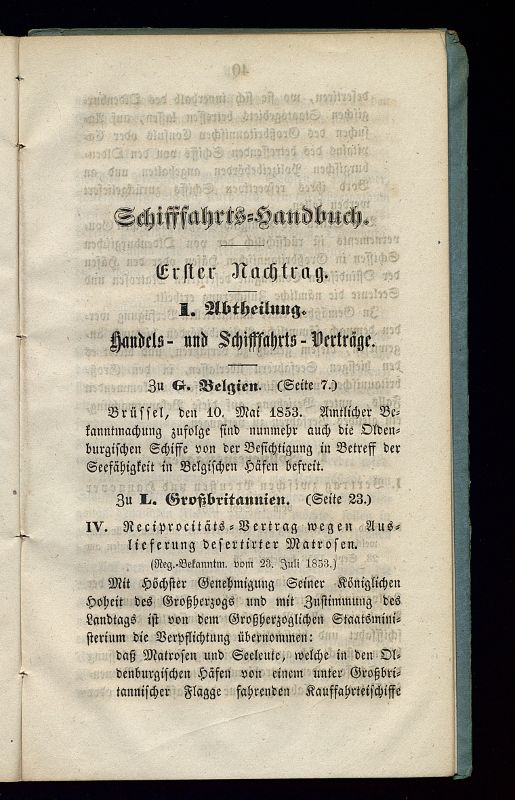 Schifffahrts-Handbuch.
Erster Nachtrag.
I. Abtheilung.
Handels- und Schifffahrts-Verträge.
Zu G. Belgien. (Seite 7.)
Brüssel, den 10. Mai 1853. Amtlicher Be-
kanntmachung zufolge sind nunmehr auch die Olden-
burgischen Schiffe von der Besichtigung in Betreff der
Seefähigkeit in Belgischen Häfen befreit.
Zu L. Großbritannien. (Seite 23.)
IV. Reciprocitäts-Vertrag wegen Aus-
lieferung desertirter Matrosen.
(Reg.-Bekanntm. vom 23. Juli 1853.)
Mit Höchster Genehmigung Seiner Königlichen
Hoheit des Großherzogs und mit Zustimmung des
Landtags ist von dem Großherzoglichen Staatsmini-
sterium die Verpflichtung übernommen:
daß Matrosen und Seeleute, welche in den Ol-
denburgischen Häfen von einem unter Großbri-
tannischer Flagge fahrenden Kauffahrteischiffe